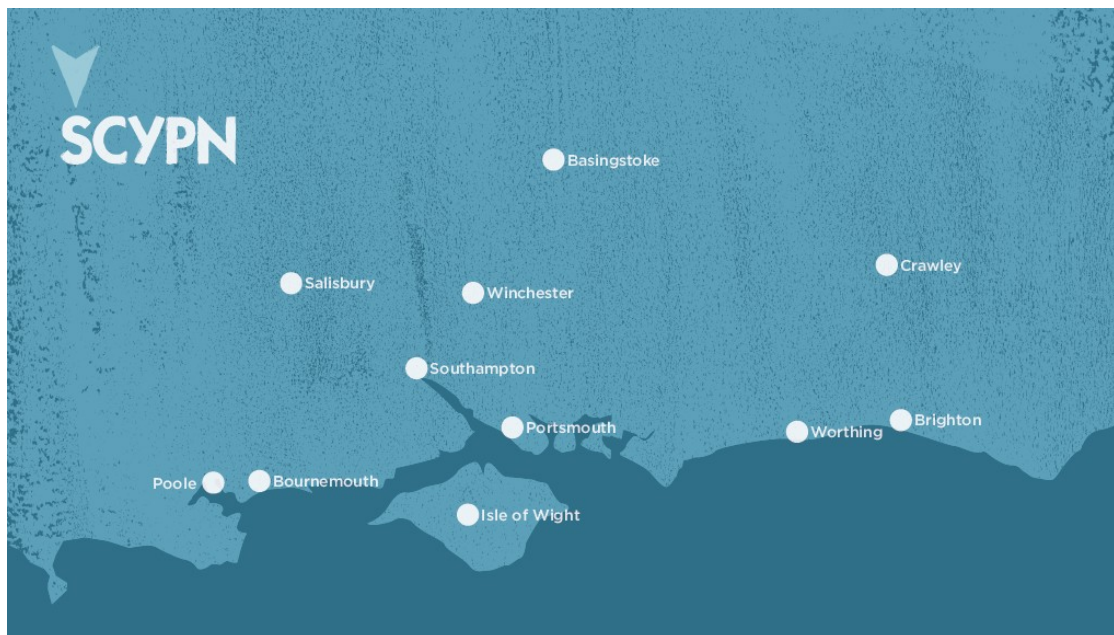 SCYPN
Basingstoke
Crawley
Salisbury
Winchester
Southampton
Portsmouth
Worthing
Brighton
Poole
Bournemouth
Isle of Wight